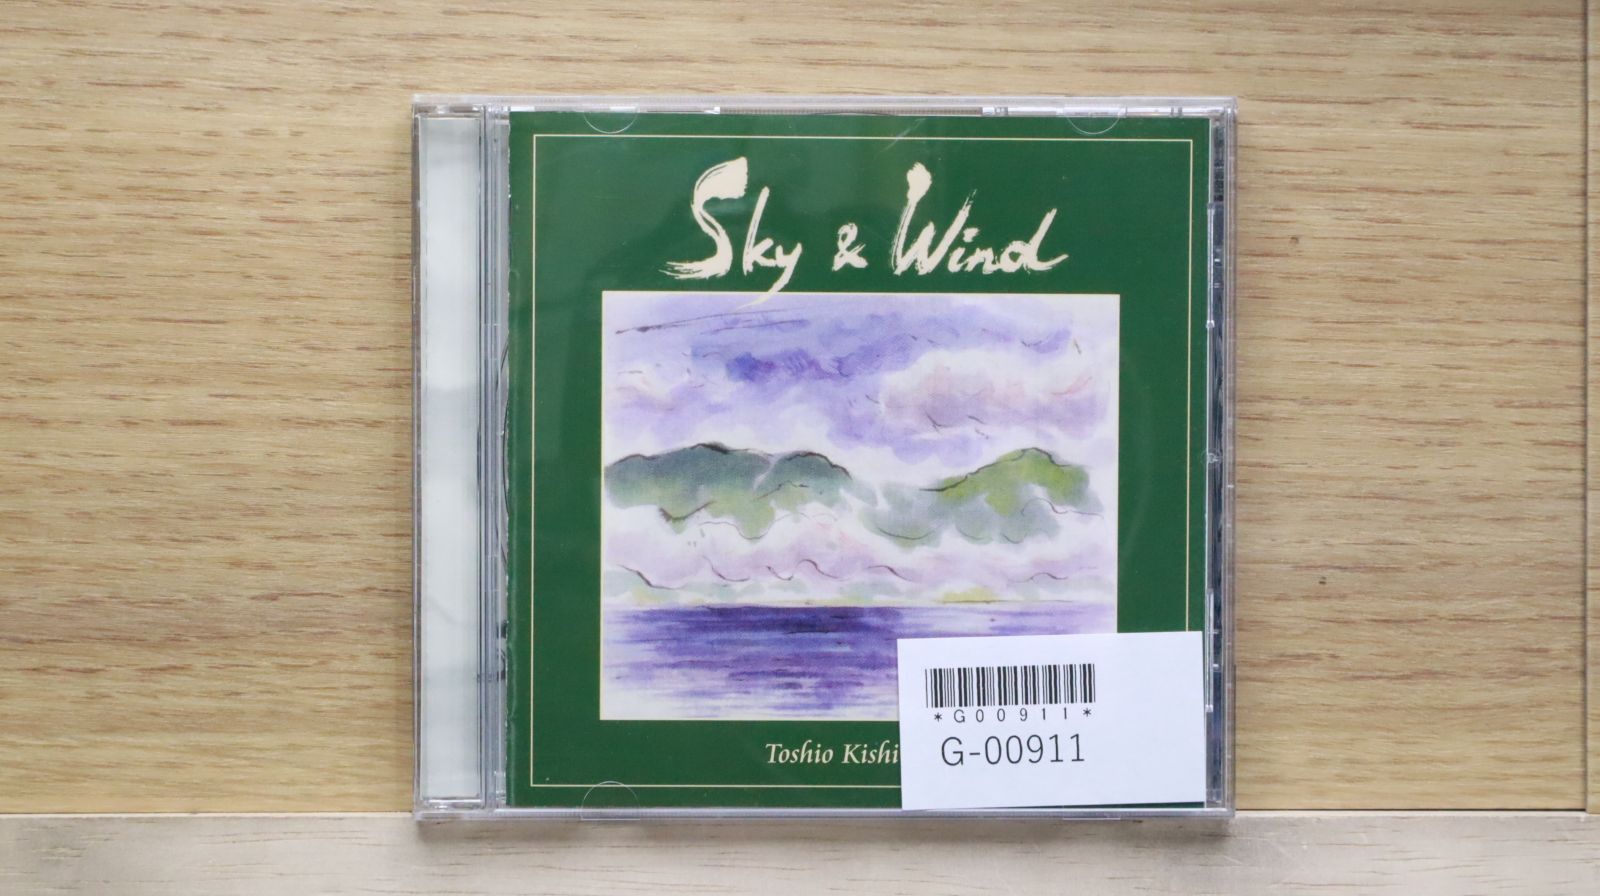 Sky & Wind
Toshio Kishi
*G00911*
G-00911